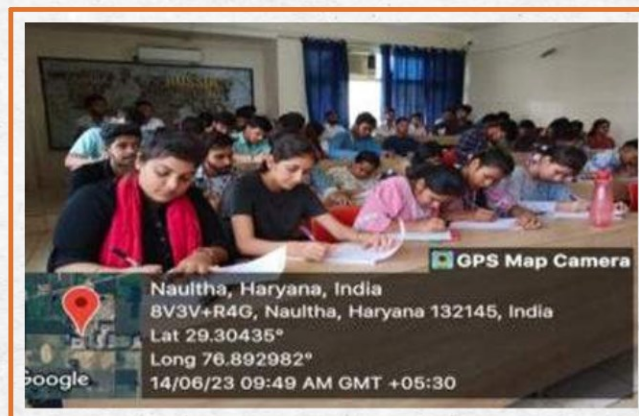 GPS Map Camera
Naultha, Haryana, India
8V3V+R4G, Naultha, Haryana 132145, India
Lat 29.30435°
Long 76.892982°
14/06/23 09:49 AM GMT +05:30
Google